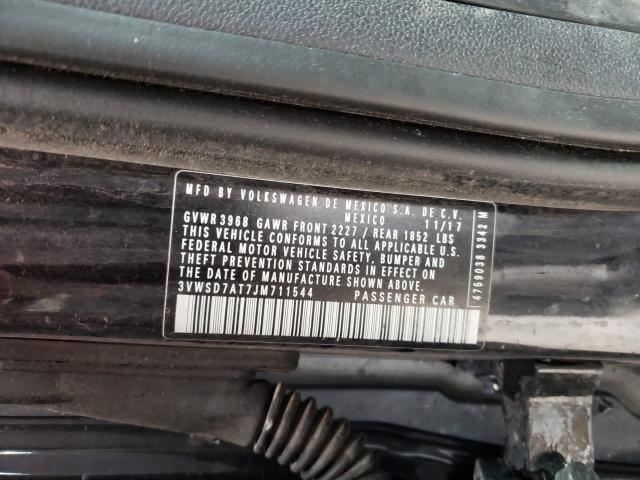 MFD BY VOLKSWAGEN DE MEXICO S.A. DE C.V.
MEXICO 11/17
GVWR 3968 GAWR FRONT 2227 / REAR 1852 LBS
THIS VEHICLE CONFORMS TO ALL APPLICABLE U.S.
FEDERAL MOTOR VEHICLE SAFETY, BUMPER AND
THEFT PREVENTION STANDARDS IN EFFECT ON
THE DATE OF MANUFACTURE SHOWN ABOVE.
3VWSD7AT7JM711544 PASSENGER CAR
4759038 3342 M